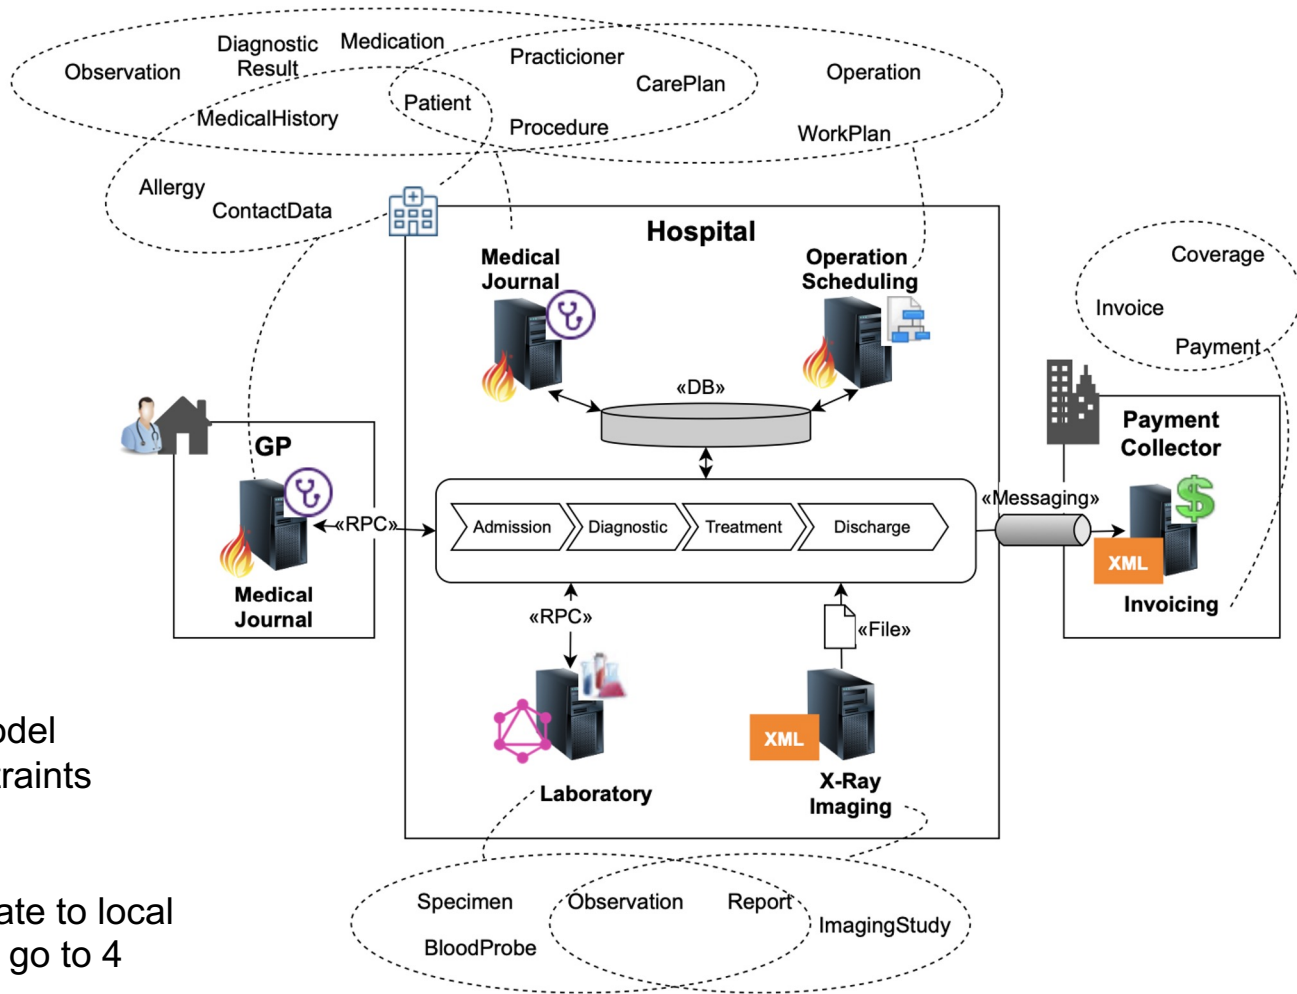 Diagnostic
Result
Medication
Observation
Practicioner
CarePlan
Operation
Patient
MedicalHistory
Procedure
WorkPlan
Allergy
ContactData
Hospital
Medical
Journal
Operation
Scheduling
Coverage
Invoice
Payment
«DB»
GP
Payment
Collector
«RPC»
Admission
Diagnostic
Treatment
Discharge
«Messaging»
XML
Medical
Journal
Invoicing
«RPC»
«File»
XML
Laboratory
X-Ray
Imaging
odel
traints
Specimen
Observation
Report
ImagingStudy
BloodProbe
ate to local
go to 4